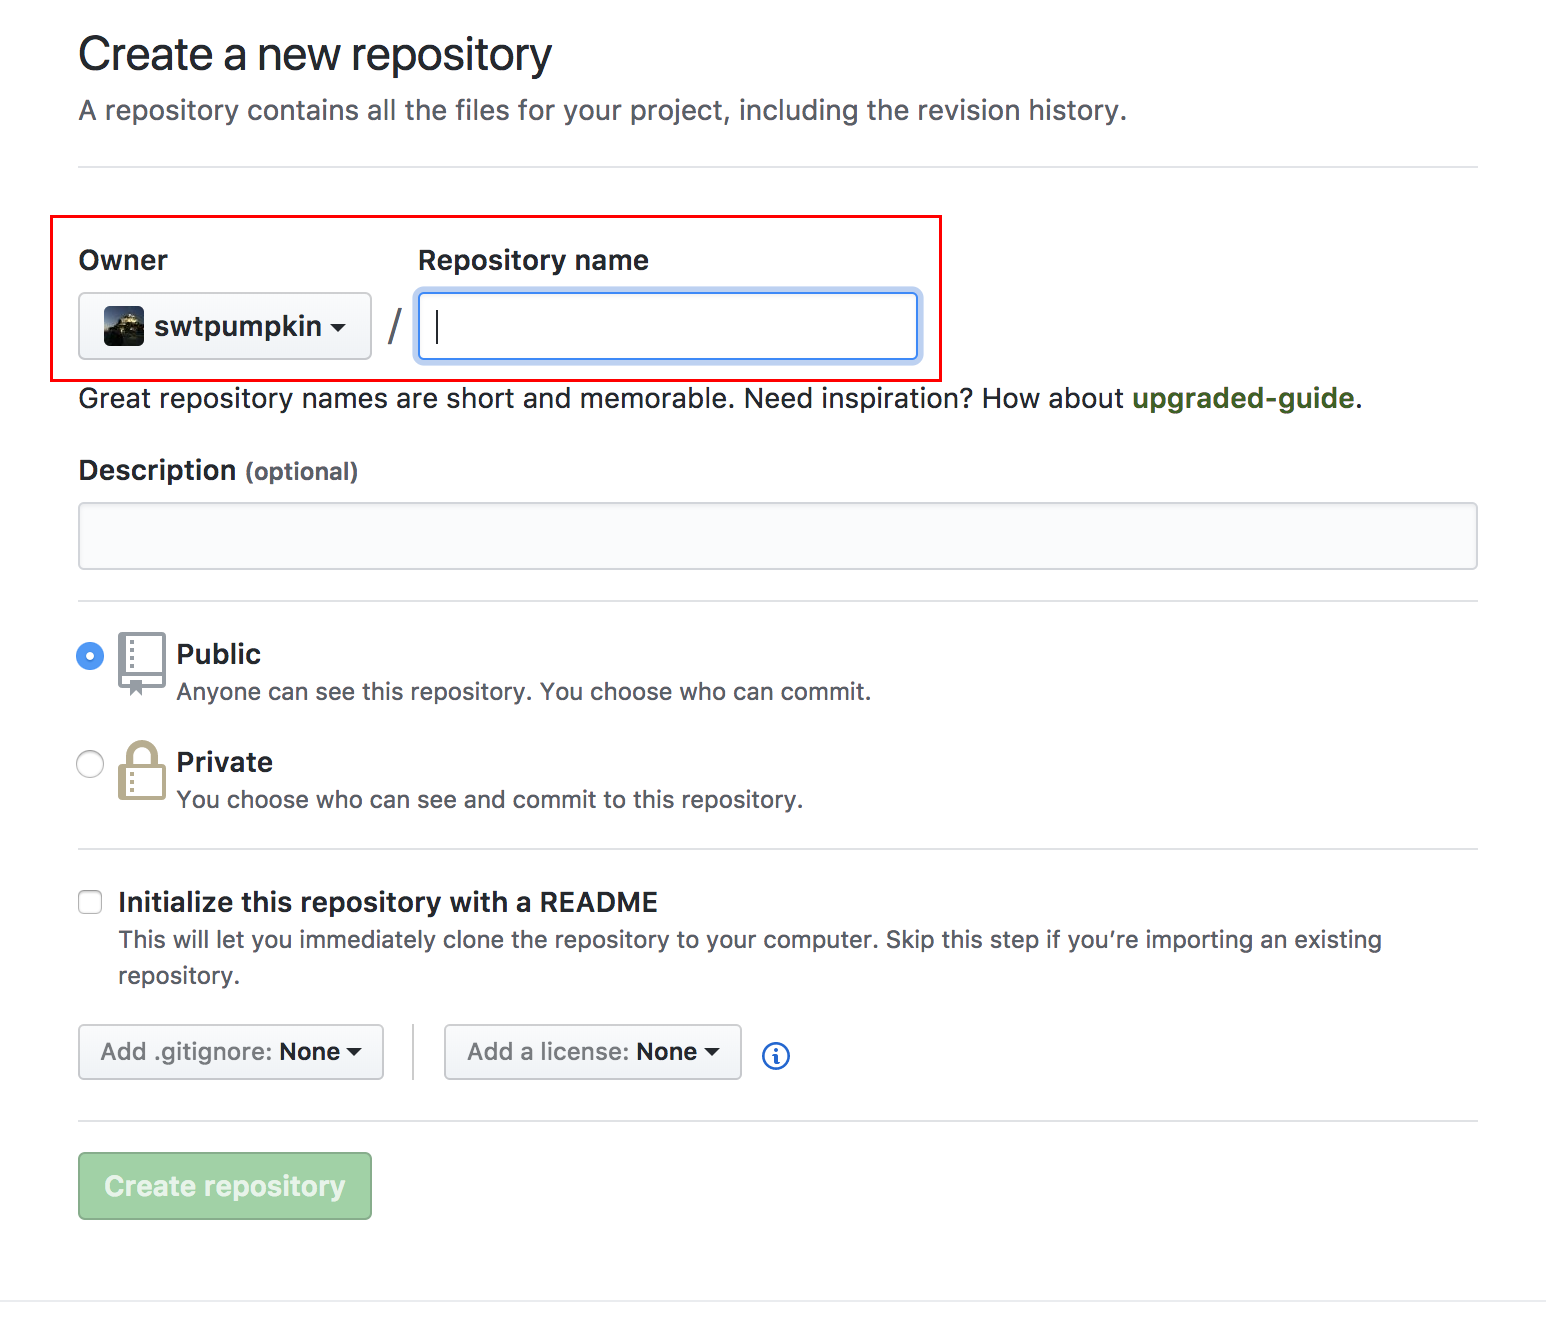 Create a new repository
A repository contains all the files for your project, including the revision history.
Owner
Repository name
swtpumpkin
/
Great repository names are short and memorable. Need inspiration? How about upgraded-guide.
Description (optional)
Public
Anyone can see this repository. You choose who can commit.
Private
You choose who can see and commit to this repository.
Initialize this repository with a README
This will let you immediately clone the repository to your computer. Skip this step if you’re importing an existing
repository.
Add .gitignore: None
Add a license: None
Create repository